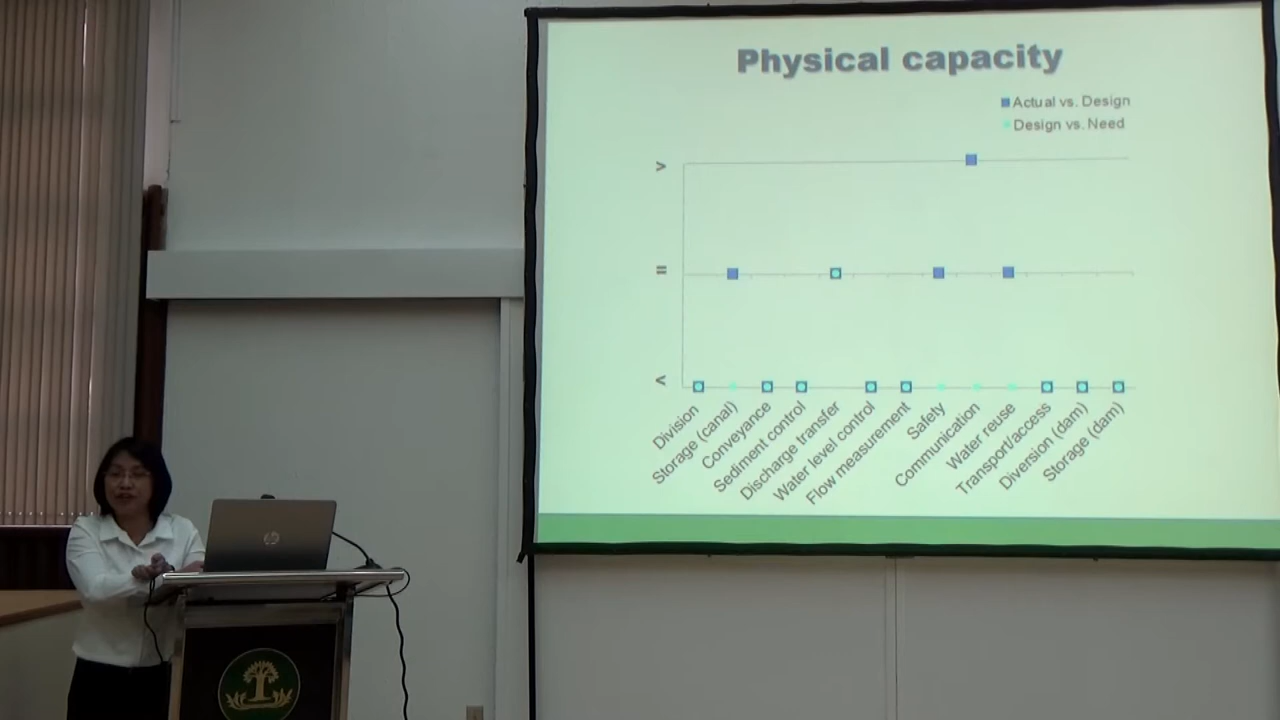 Physical capacity
Actual vs. Design
Design vs. Need
>
=
<
Division
Storage (canal)
Conveyance
Sediment control
Discharge transfer
Water level control
Flow measurement
Safety
Communication
Water reuse
Transport/access
Diversion (dam)
Storage (dam)
hp